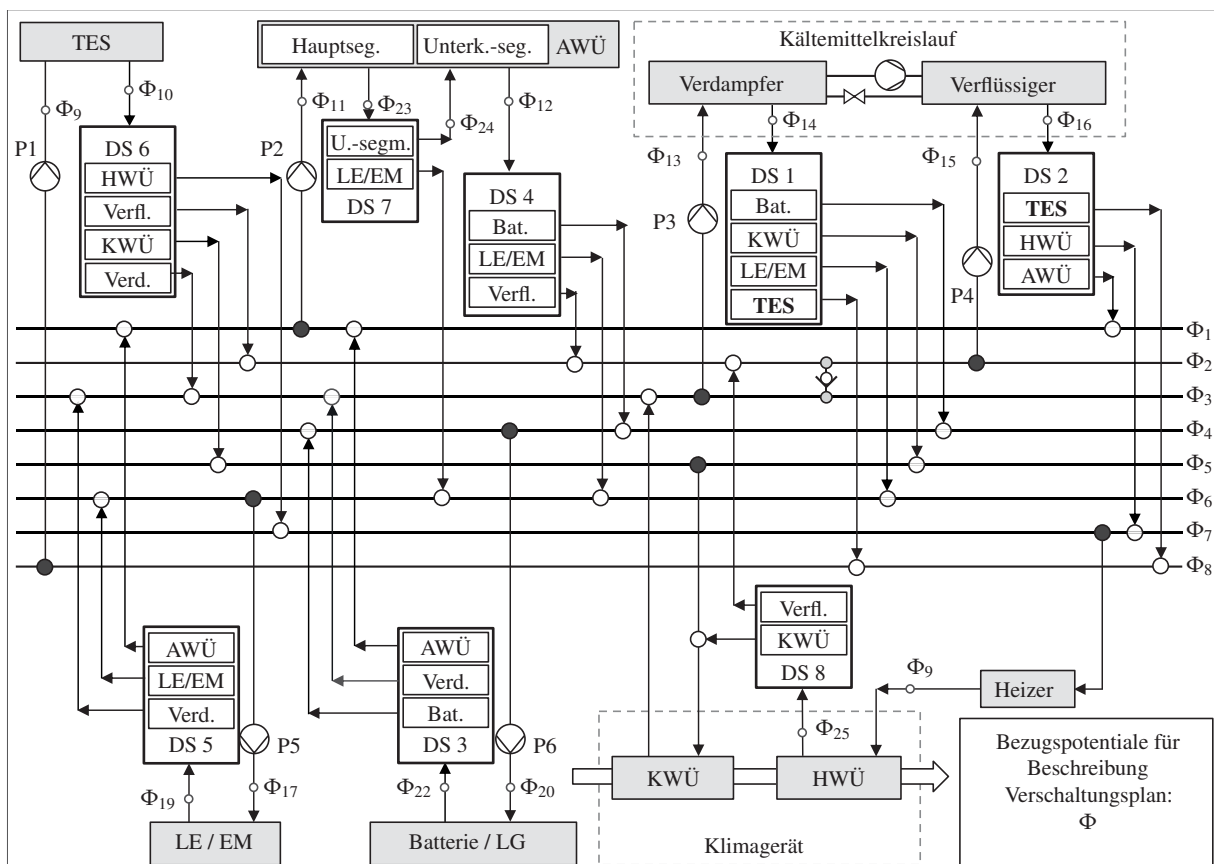 TES
Hauptseg.
Unterk.-seg.
AWÜ
Kältemittelkreislauf
Verdampfer
Verflüssiger
Φ9
Φ10
Φ11
Φ23
Φ24
Φ12
Φ13
Φ14
Φ15
Φ16
P1
DS 6
HWÜ
Verfl.
KWÜ
Verd.
P2
U.-segm.
LE/EM
DS 7
DS 4
Bat.
LE/EM
Verfl.
P3
DS 1
Bat.
KWÜ
LE/EM
TES
P4
DS 2
TES
HWÜ
AWÜ
Φ1
Φ2
Φ3
Φ4
Φ5
Φ6
Φ7
Φ8
AWÜ
LE/EM
Verd.
DS 5
P5
Φ19
Φ17
LE / EM
AWÜ
Verd.
Bat.
DS 3
P6
Φ22
Φ20
Batterie / LG
Verfl.
KWÜ
DS 8
Φ25
Φ9
Heizer
KWÜ
HWÜ
Klimagerät
Bezugspotentiale für
Beschreibung
Verschaltungsplan:
Φ